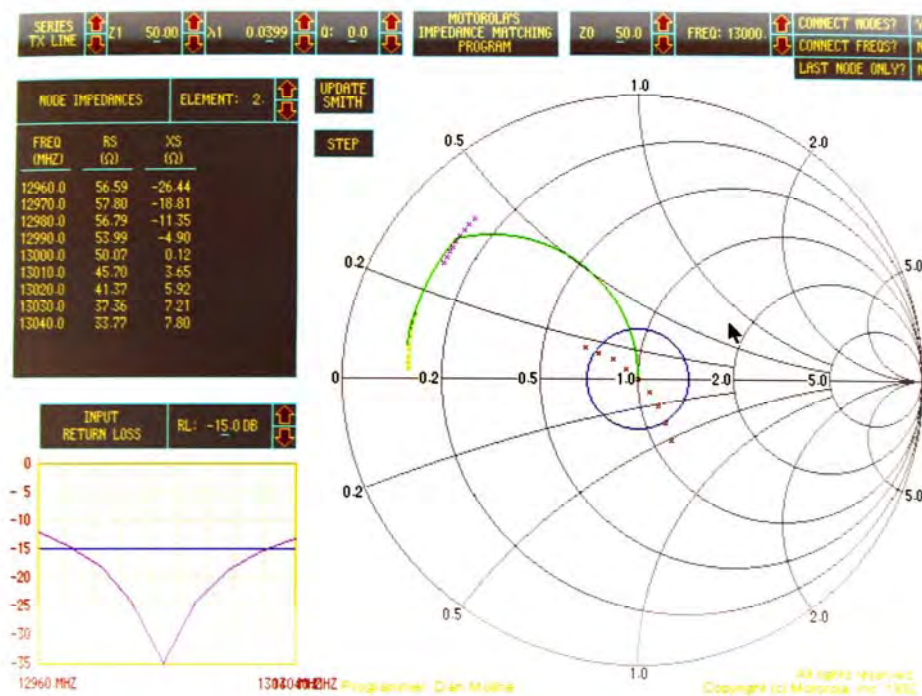 SERIES TX LINE
Z1 50.00
λ1 0.0399
Q: 0.0
MOTOROLA'S IMPEDANCE MATCHING PROGRAM
Z0 50.0
FREQ: 13000.
CONNECT NODES?
CONNECT FREQS? N
LAST NODE ONLY? N
NODE IMPEDANCES
ELEMENT: 2.
UPDATE SMITH
STEP
FREQ (MHZ) RS (Ω) XS (Ω)
12960.0 56.59 -26.44
12970.0 57.80 -18.81
12980.0 56.79 -11.35
12990.0 53.99 -4.90
13000.0 50.07 0.12
13010.0 45.70 3.65
13020.0 41.37 5.92
13030.0 37.36 7.21
13040.0 33.77 7.80
1.0
0.5
2.0
0.2
5.0
0 0.2 0.5 1.0 2.0 5.0
0.2
5.0
0.5
2.0
1.0
INPUT RETURN LOSS
RL: -15.0 DB
0
-5
-10
-15
-20
-25
-30
-35
12960 MHZ
Programmer: Dan Moline
All rights reserved
Copyright (c) Motorola, Inc.